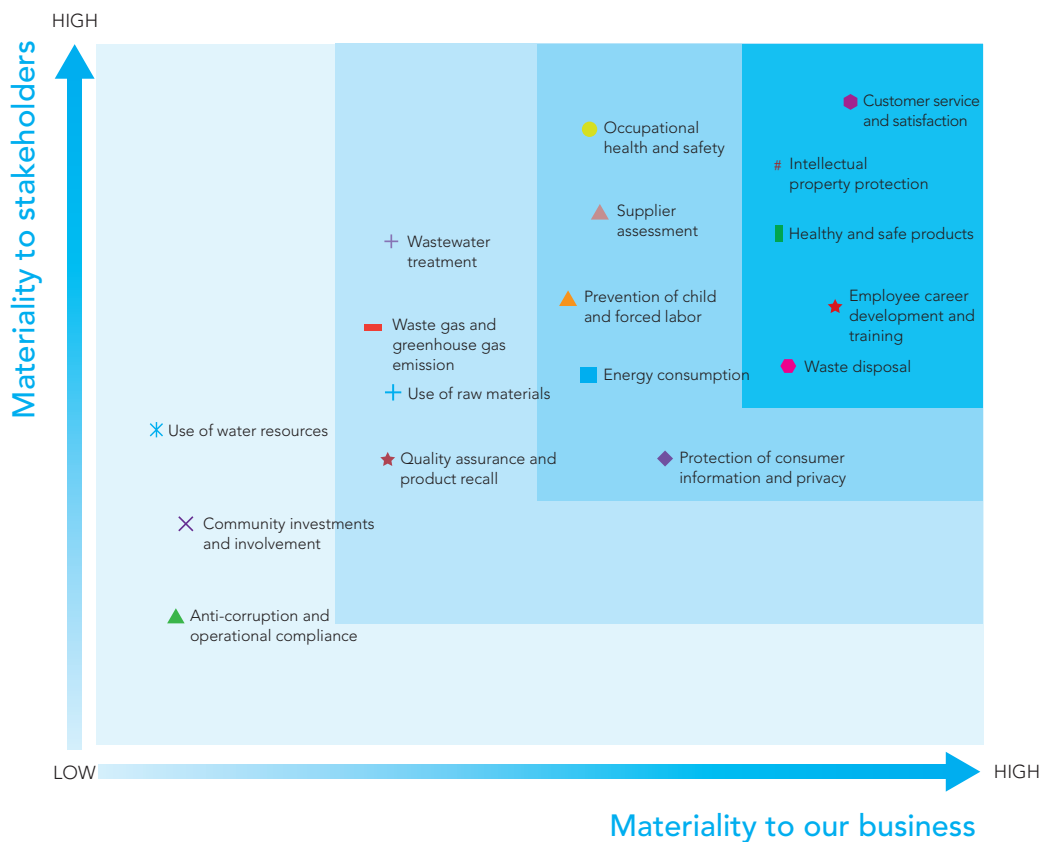 HIGH
Materiality to stakeholders
Customer service
and satisfaction
Occupational
health and safety
# Intellectual
property protection
Supplier
assessment
Wastewater
treatment
Healthy and safe products
Prevention of child
and forced labor
Employee career
development and
training
Waste gas and
greenhouse gas
emission
Energy consumption
Waste disposal
Use of raw materials
Use of water resources
Quality assurance and
product recall
Protection of consumer
information and privacy
Community investments
and involvement
Anti-corruption and
operational compliance
LOW
HIGH
Materiality to our business